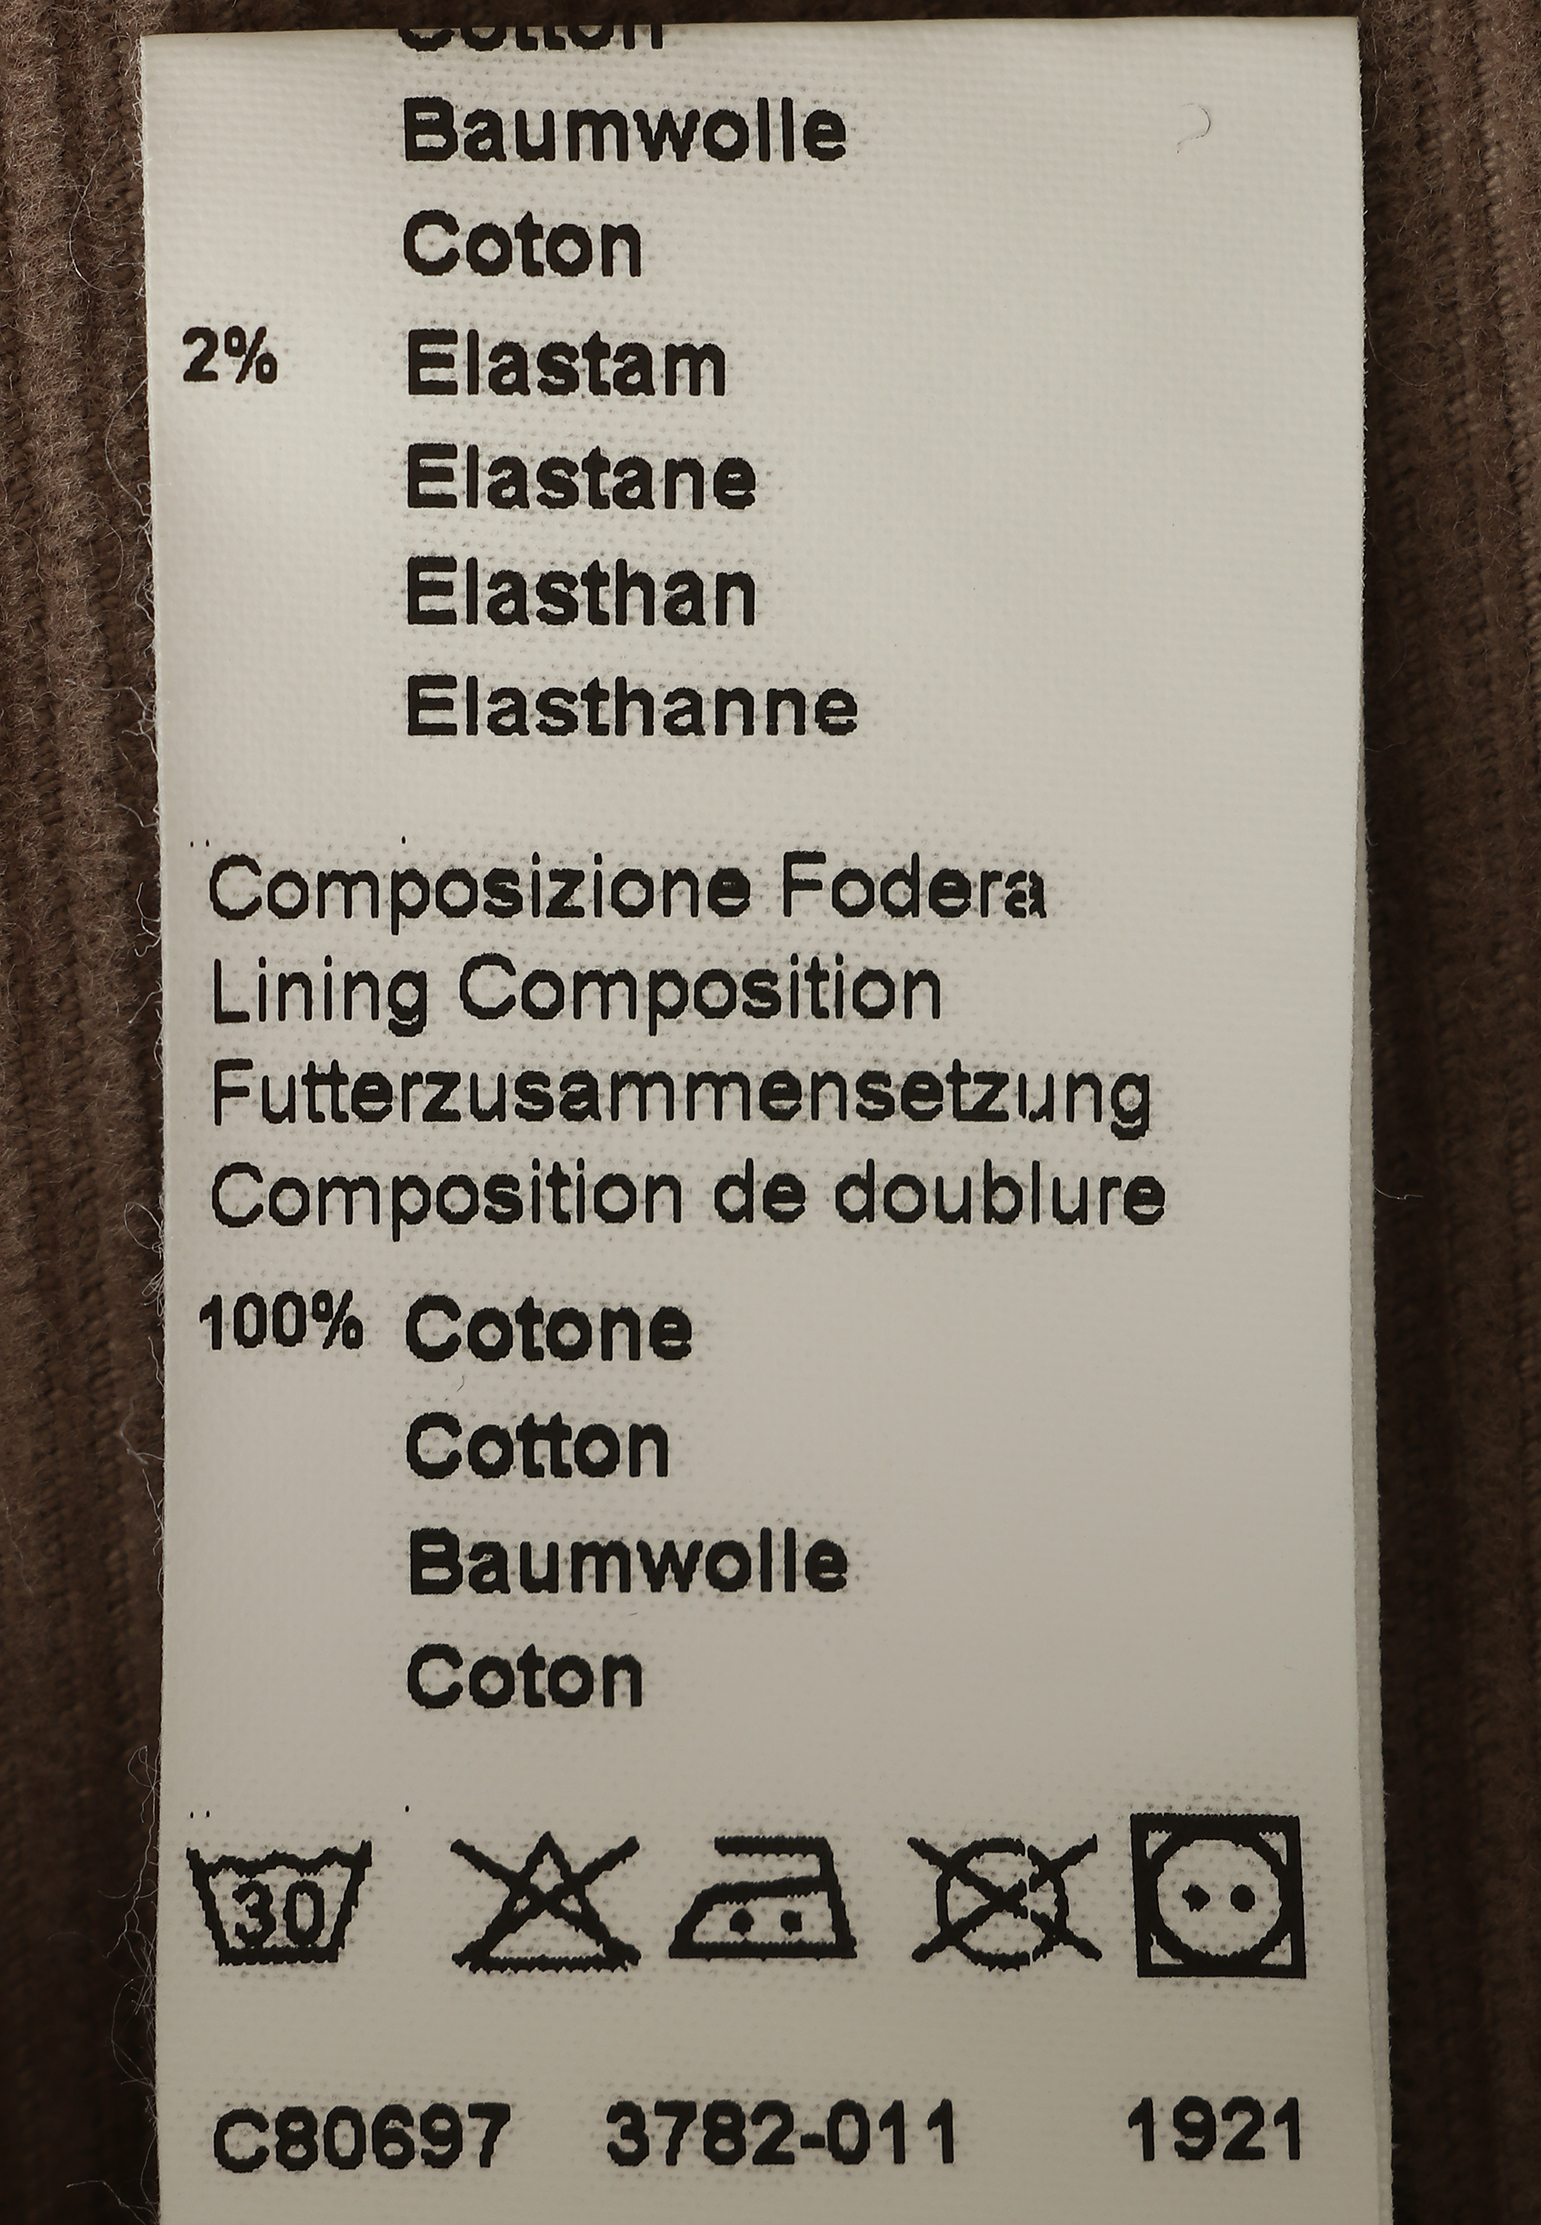 Cotton
Baumwolle
Coton
2% Elastam
Elastane
Elasthan
Elasthanne
Composizione Fodera
Lining Composition
Futterzusammensetzung
Composition de doublure
100% Cotone
Cotton
Baumwolle
Coton
30
C80697 3782-011 1921